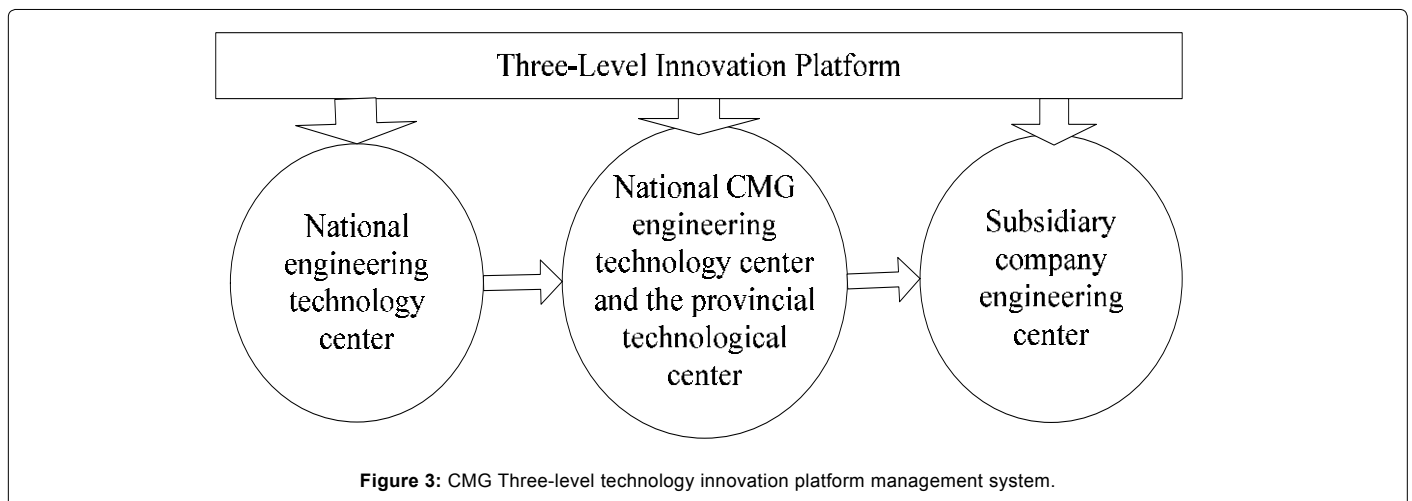 Three-Level Innovation Platform
National
engineering
technology
center
National CMG
engineering
technology center
and the provincial
technological
center
Subsidiary
company
engineering
center
Figure 3: CMG Three-level technology innovation platform management system.